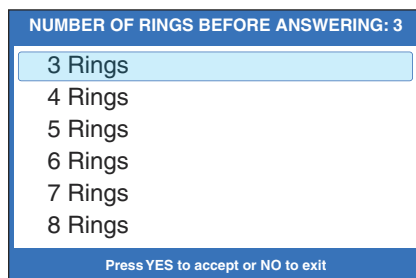 NUMBER OF RINGS BEFORE ANSWERING: 3
3 Rings
4 Rings
5 Rings
6 Rings
7 Rings
8 Rings
Press YES to accept or NO to exit